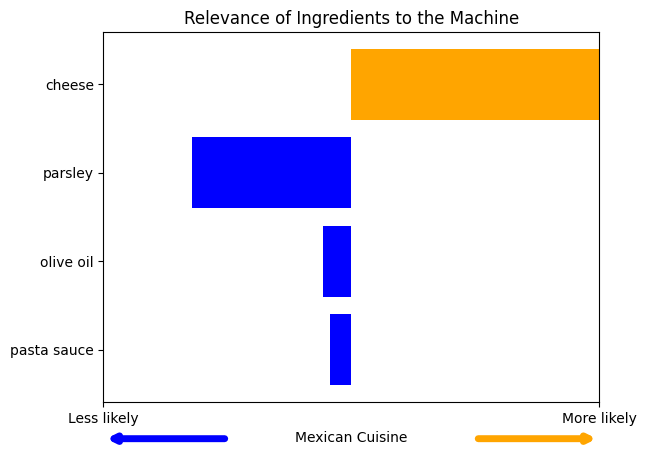 Relevance of Ingredients to the Machine
cheese
parsley
olive oil
pasta sauce
Less likely
More likely
Mexican Cuisine